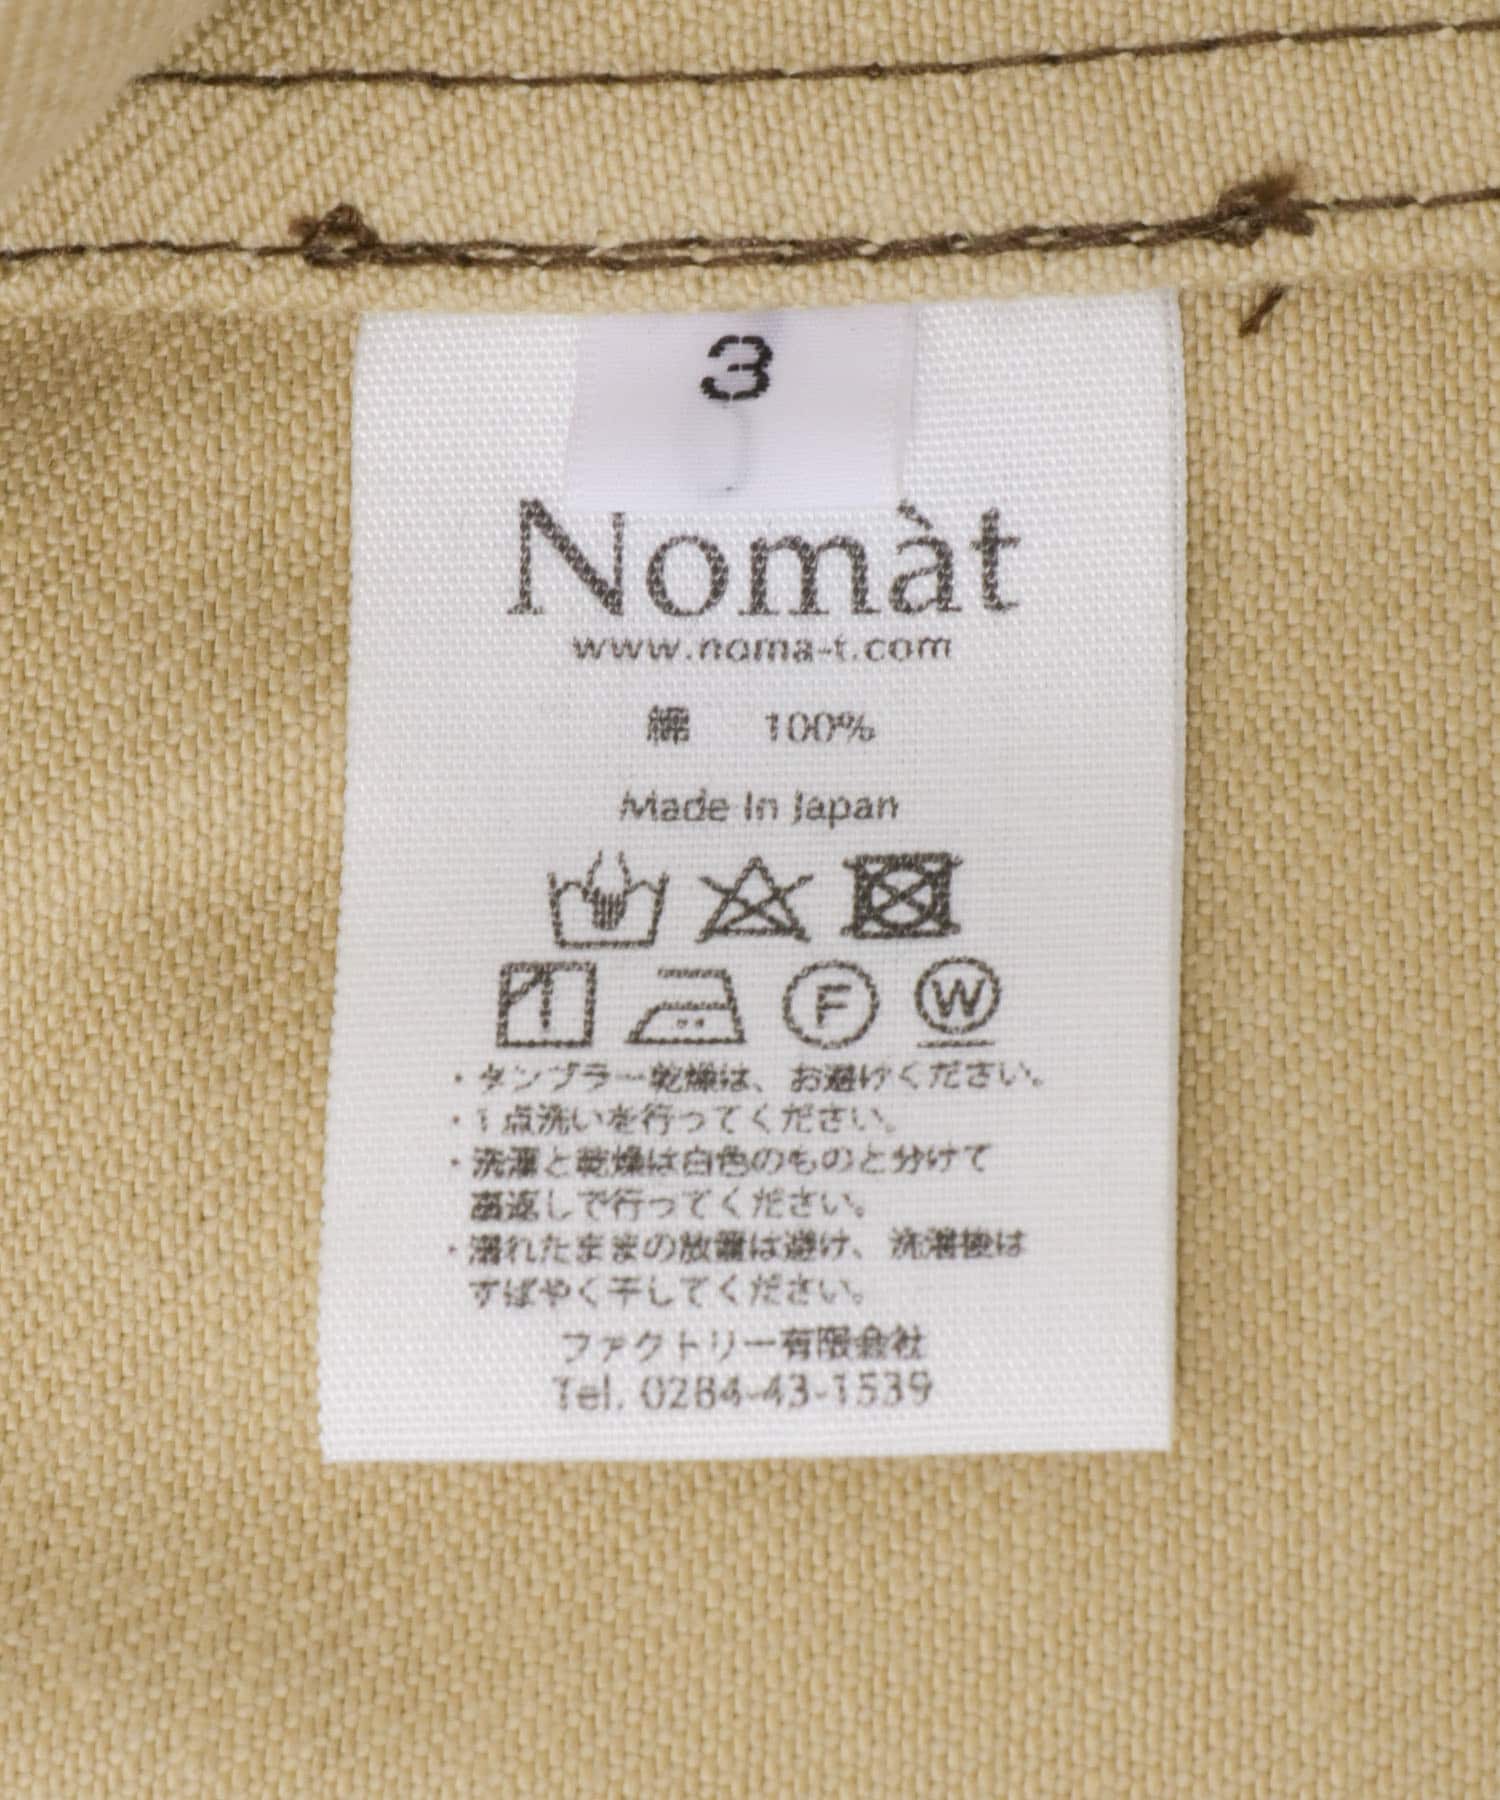 3
Nomàt
www.noma-t.com
綿 100%
Made In Japan
F W
・タンブラー乾燥は、お避けください。
・1点洗いを行ってください。
・洗濯と乾燥は白色のものと分けて
裏返しで行ってください。
・濡れたままの放置は避け、洗濯後は
すばやく干してください。
ファクトリー有限会社
Tel. 0284-43-1539